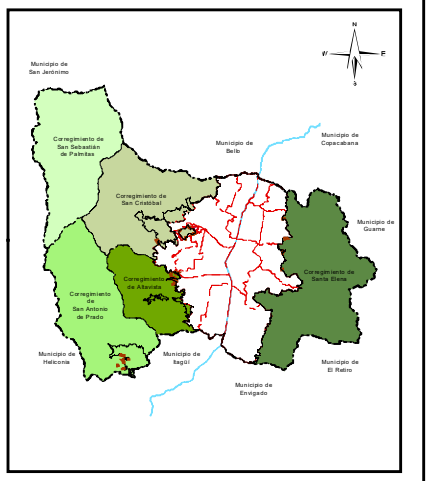 N
W
E
S
Municipio de
San Jerónimo
Corregimiento de
San Sebastián
de Palmitas
Municipio de
Bello
Municipio de
Copacabana
Corregimiento de
San Cristóbal
Municipio de
Guarne
Corregimiento
de Altavista
Corregimiento de
Santa Elena
Corregimiento
de
San Antonio
de Prado
Municipio de
Heliconia
Municipio de
Itagüí
Municipio de
El Retiro
Municipio de
Envigado